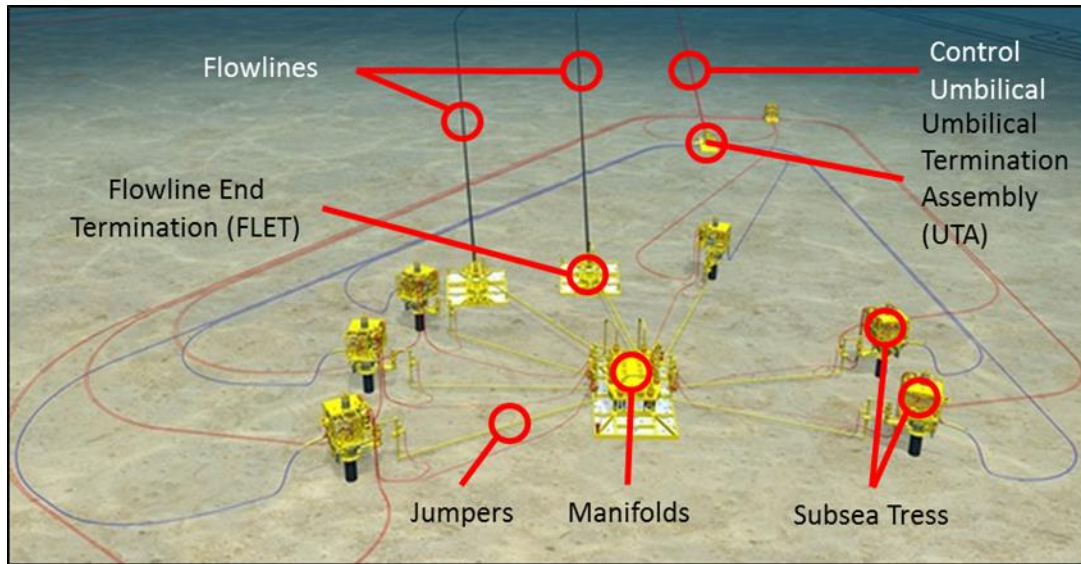 Flowlines
Control
Umbilical
Umbilical
Termination
Assembly
(UTA)
Flowline End
Termination (FLET)
Jumpers
Manifolds
Subsea Tress